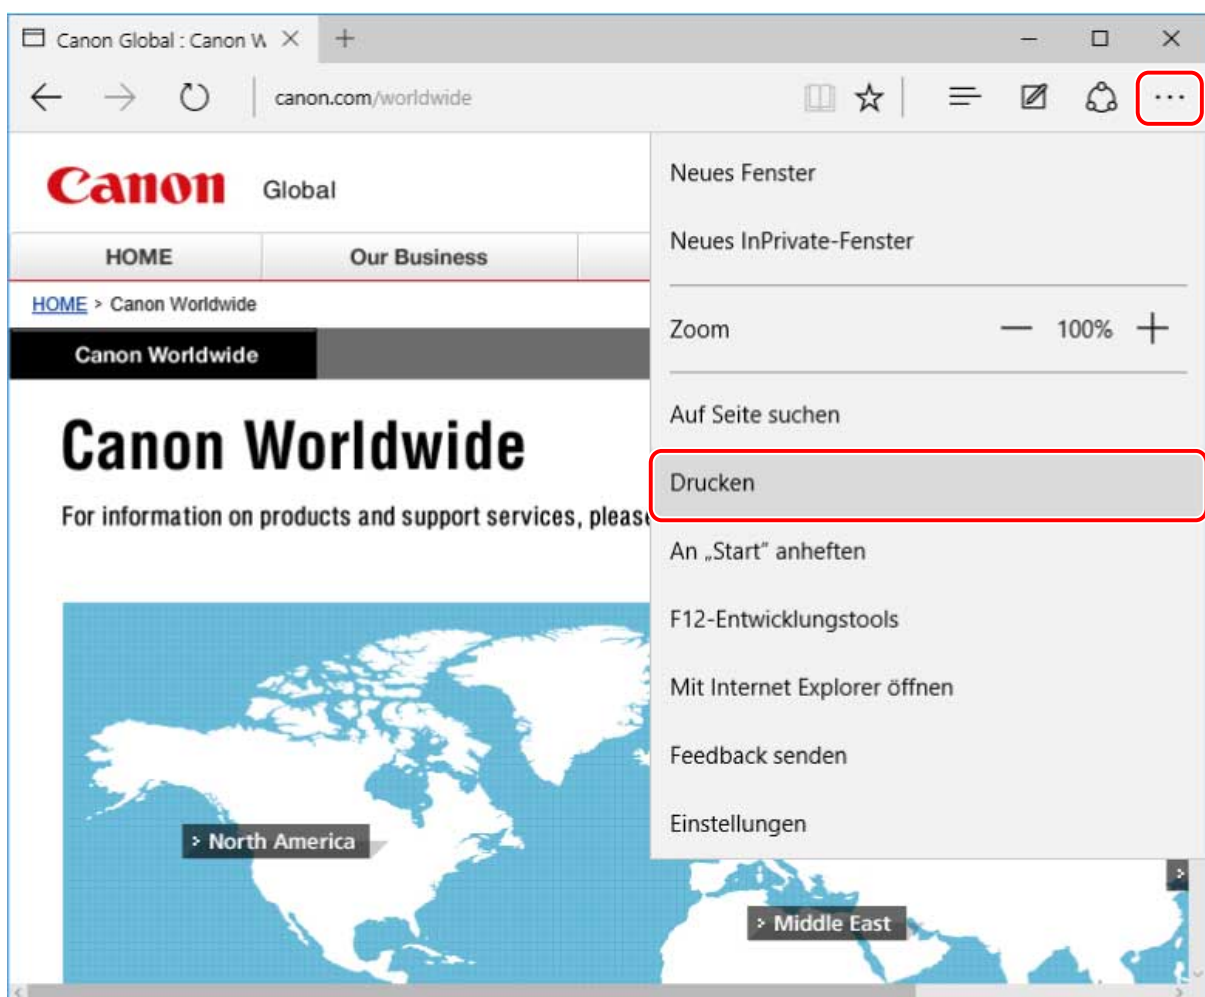 Canon Global : Canon W
canon.com/worldwide
Canon Global
HOME Our Business
HOME > Canon Worldwide
Canon Worldwide
Canon Worldwide
For information on products and support services, please
> North America
> Middle East
Neues Fenster
Neues InPrivate-Fenster
Zoom — 100% +
Auf Seite suchen
Drucken
An „Start“ anheften
F12-Entwicklungstools
Mit Internet Explorer öffnen
Feedback senden
Einstellungen